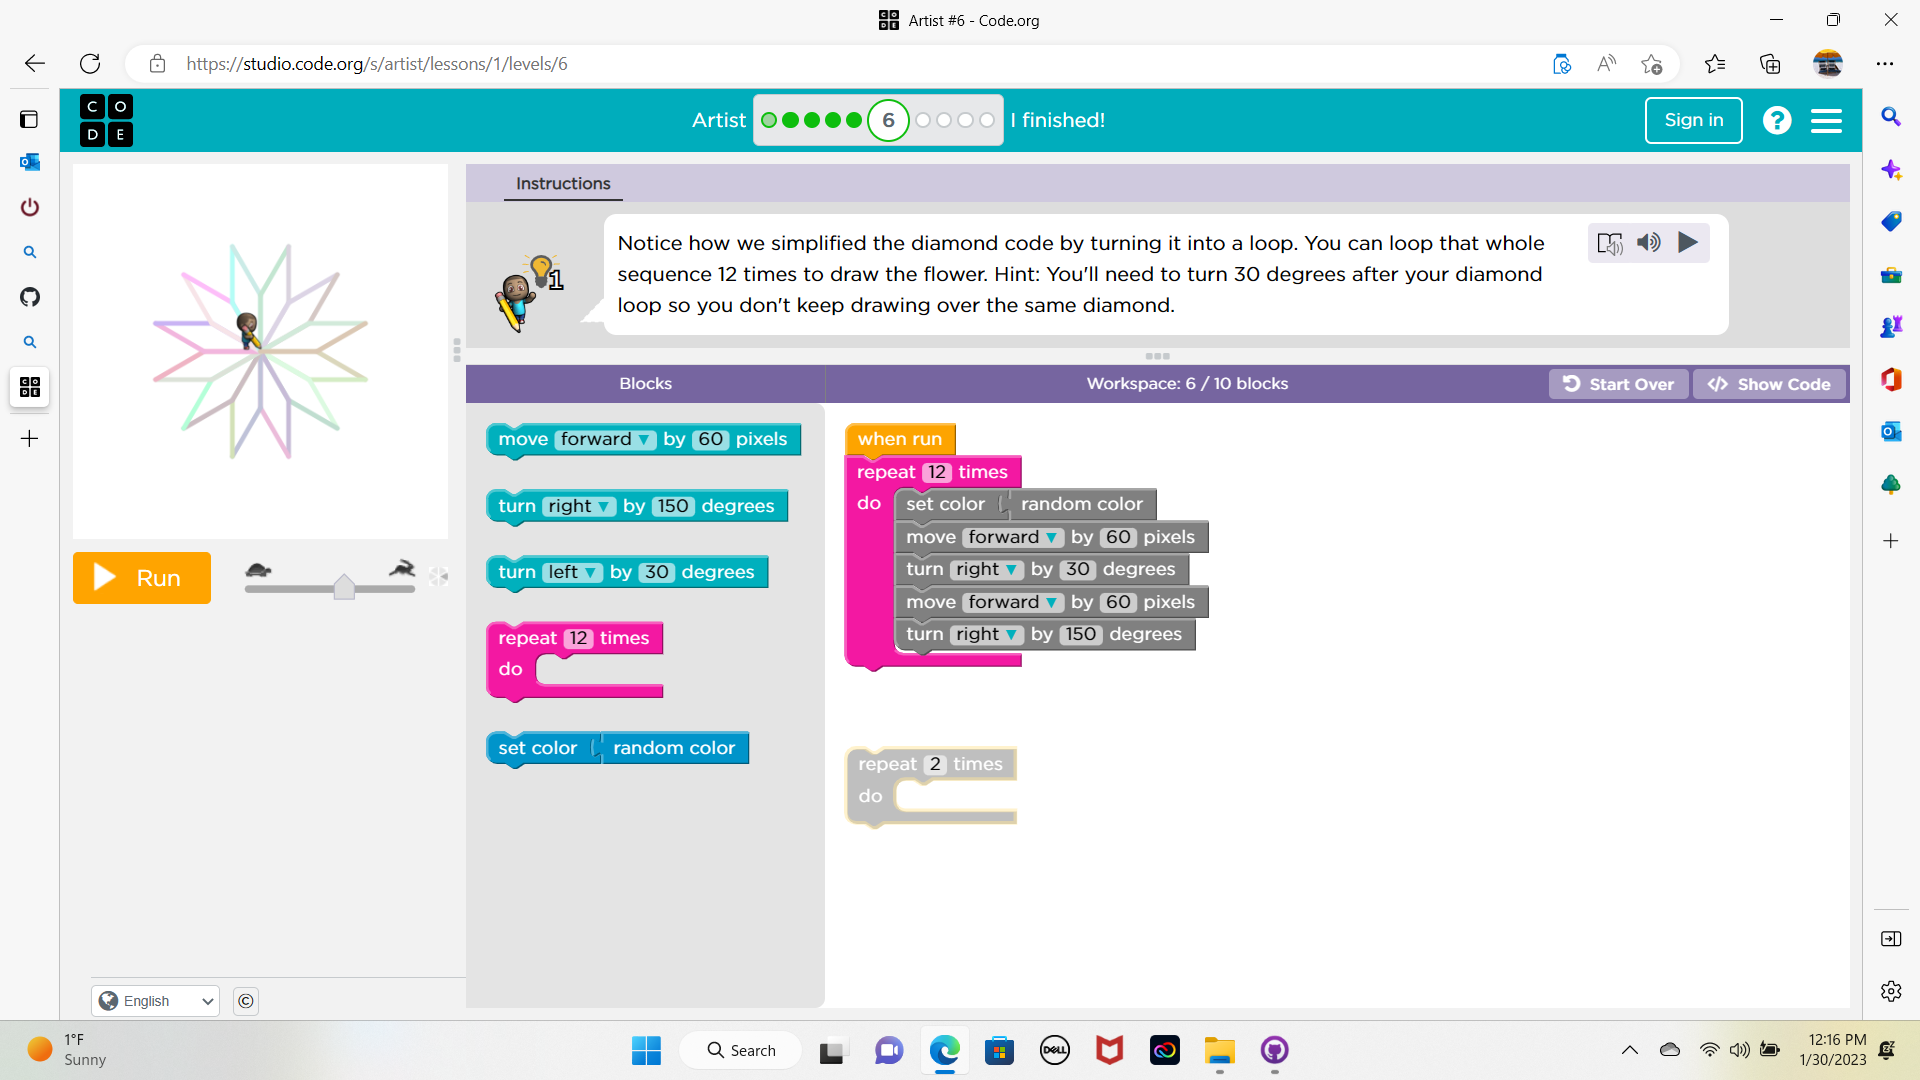 Artist #6 - Code.org
https://studio.code.org/s/artist/lessons/1/levels/6
C O D E
Artist
6
I finished!
Sign in
?
Instructions
1
Notice how we simplified the diamond code by turning it into a loop. You can loop that whole
sequence 12 times to draw the flower. Hint: You'll need to turn 30 degrees after your diamond
loop so you don't keep drawing over the same diamond.
Blocks
Workspace: 6 / 10 blocks
Start Over
Show Code
move forward by 60 pixels
turn right by 150 degrees
turn left by 30 degrees
repeat 12 times
do
set color random color
when run
repeat 12 times
do
set color random color
move forward by 60 pixels
turn right by 30 degrees
move forward by 60 pixels
turn right by 150 degrees
repeat 2 times
do
Run
English
©
1°F
Sunny
Search
DELL
12:16 PM
1/30/2023